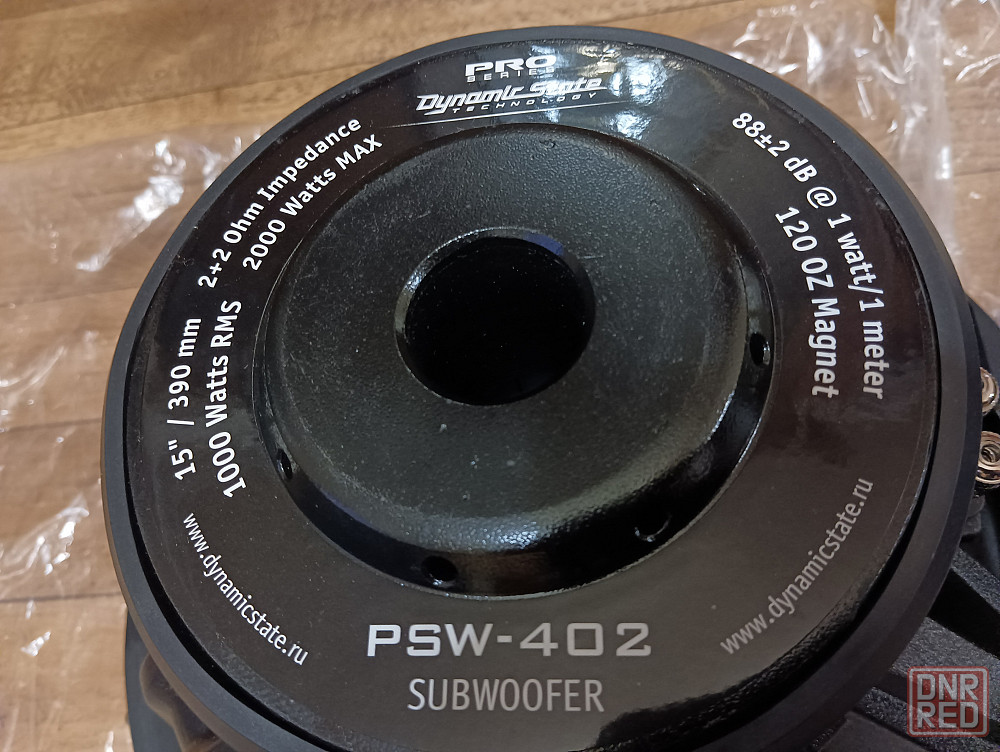 PRO
SERIES
Dynamic State
TECHNOLOGY
2+2 Ohm Impedance
2000 Watts MAX
15" / 390 mm
1000 Watts RMS
88±2 dB @ 1 watt/1 meter
120 OZ Magnet
www.dynamicstate.ru
www.dynamicstate.ru
PSW-402
SUBWOOFER
DNR
RED